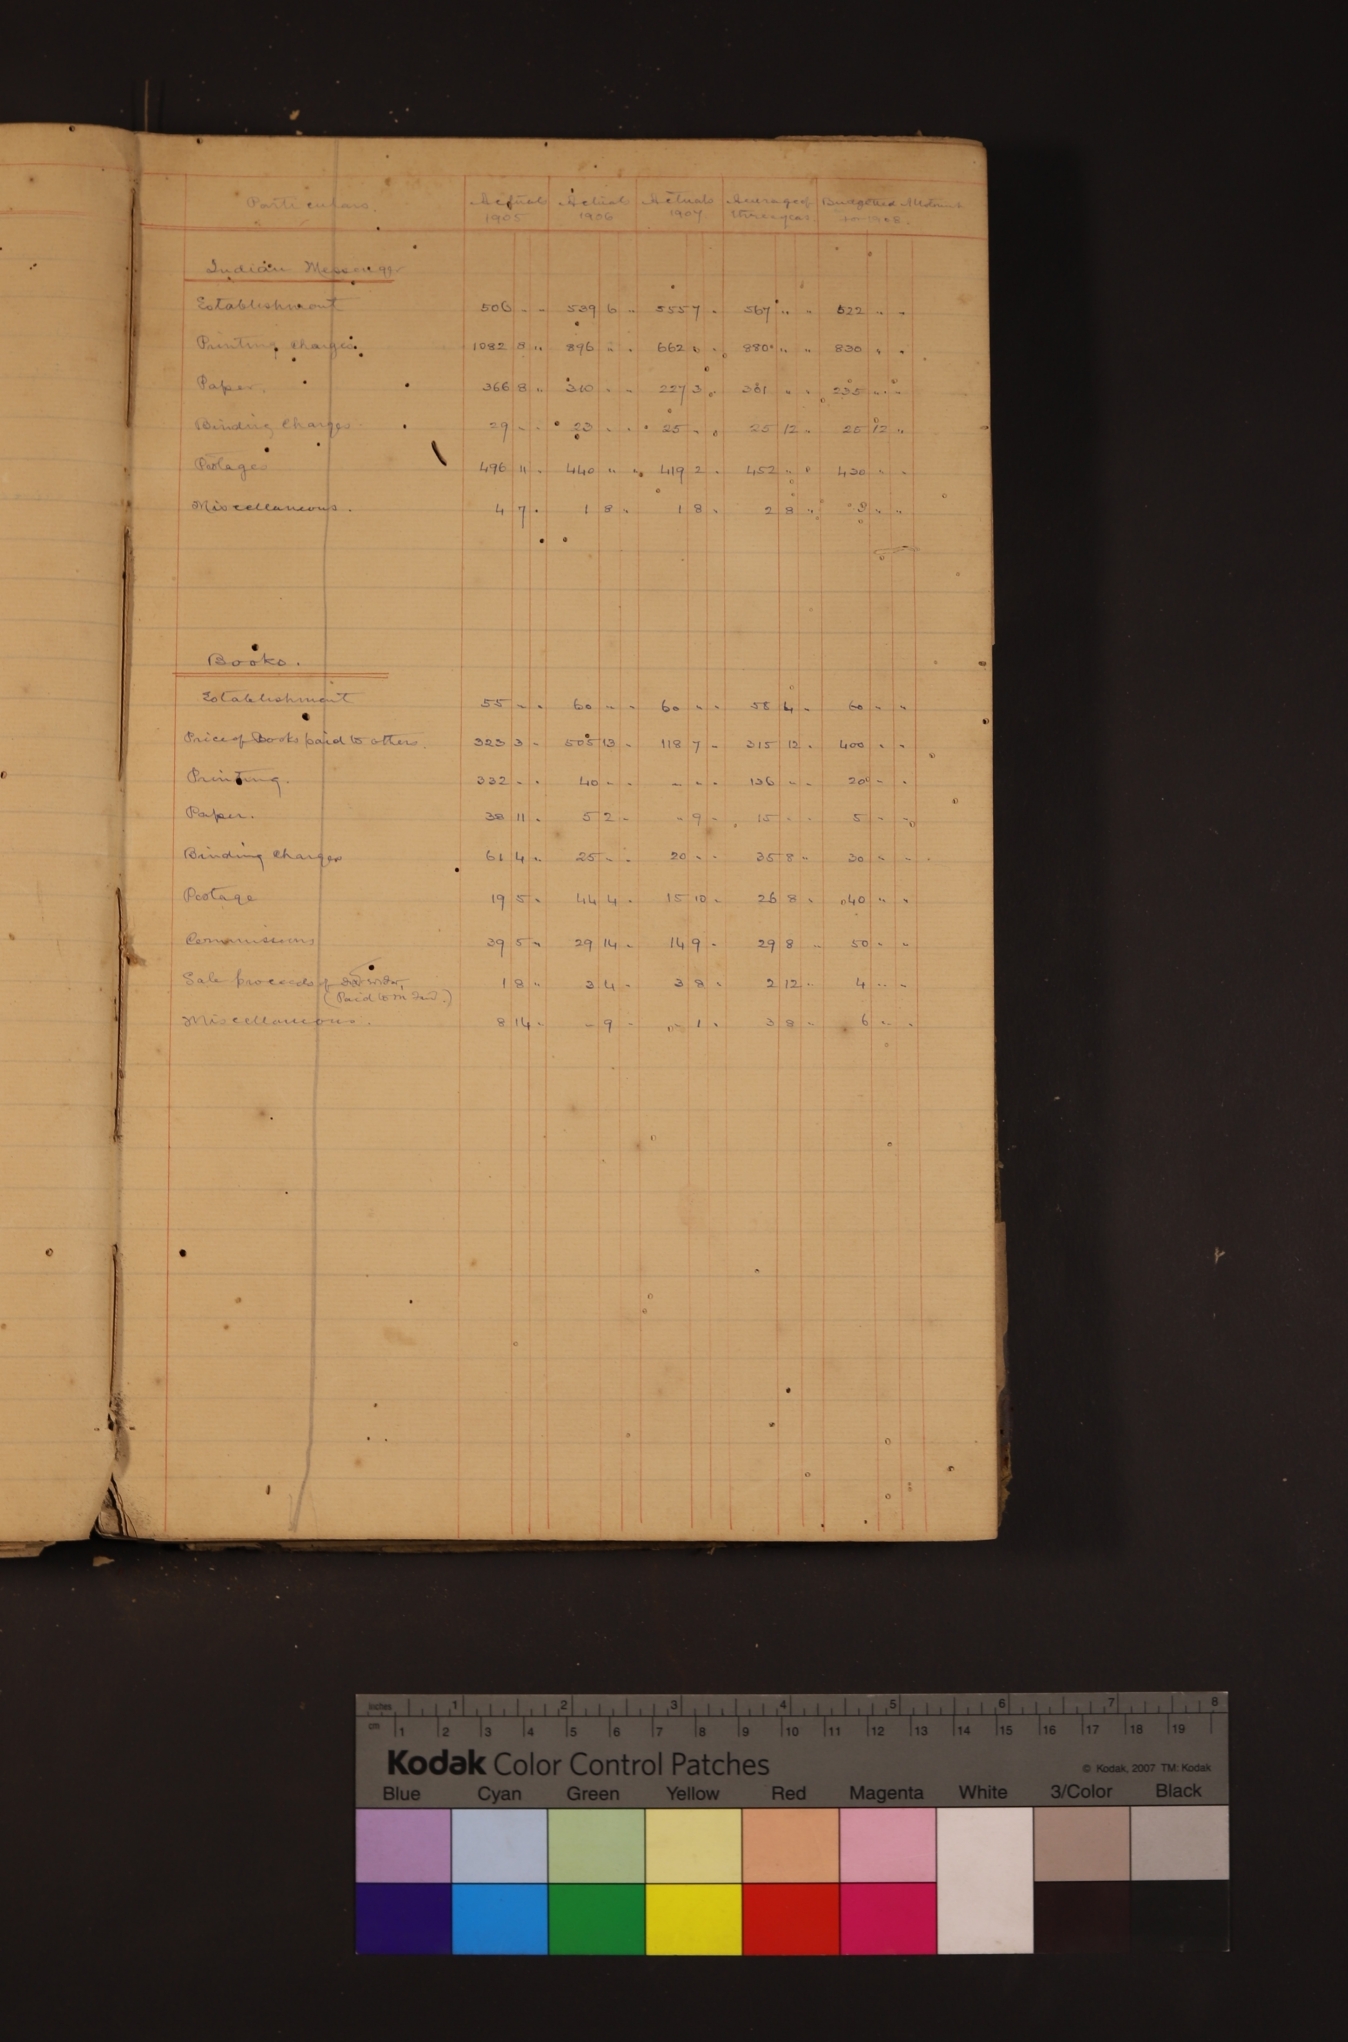 Particulars. Actual 1905 Actual 1906 Actuals 1907 Average of three years Budgetted Allotment for 1908.
Indian Messenger
Establishment 506 " " 539 6 " 555 7 " 567 " " 522 " "
Printing Charges. 1082 8 " 896 " " 662 " " 880 " " 830 " "
Paper. 366 8 " 310 " " 227 3 " 301 " " 235 " "
Binding Charges 29 " " 23 " " 25 " " 25 12 " 25 12 "
Postages 496 11 " 440 " " 419 2 " 452 " " 430 " "
Miscellaneous. 4 7 " 1 8 " 1 8 " 2 8 " 3 " "
Books.
Establishment 55 " " 60 " " 60 " " 58 4 " 60 " "
Price of Books paid to others. 323 3 " 505 13 " 118 7 " 315 12 " 400 " "
Printing. 332 " " 40 " " " " " 136 " " 200 " "
Paper. 38 11 " 5 2 " " 9 " 15 " " 5 " "
Binding Charges 61 4 " 25 " " 20 " " 35 8 " 30 " "
Postage 19 5 " 44 4 " 15 10 " 26 8 " 40 " "
Commissions 39 5 " 29 14 " 14 9 " 29 8 " 50 " "
Sale proceeds of 1 8 " 3 4 " 3 8 " 2 12 " 4 " "
(Paid to
Miscellaneous. 8 14 " " 9 " " 1 " 3 8 " 6 " "
inches 1 2 3 4 5 6 7 8
cm 1 2 3 4 5 6 7 8 9 10 11 12 13 14 15 16 17 18 19
Kodak Color Control Patches
© Kodak, 2007 TM: Kodak
Blue Cyan Green Yellow Red Magenta White 3/Color Black